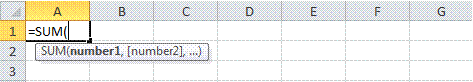 A B C D E F G
1 =SUM(
2 SUM(number1, [number2], ...)
3